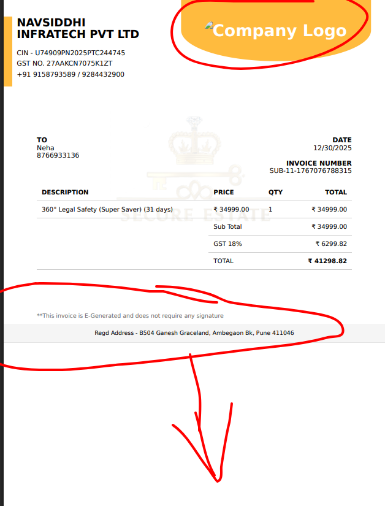 NAVSIDDHI
INFRATECH PVT LTD
Company Logo
CIN - U74909PN2025PTC244745
GST NO. 27AAKCN7075K1ZT
+91 9158793589 / 9284432900
TO
Neha
8766933136
DATE
12/30/2025
INVOICE NUMBER
SUB-11-1767076788315
DESCRIPTION PRICE QTY TOTAL
360° Legal Safety (Super Saver) (31 days) ₹ 34999.00 1 ₹ 34999.00
SECURE ESTATE
Sub Total ₹ 34999.00
GST 18% ₹ 6299.82
TOTAL ₹ 41298.82
**This invoice is E-Generated and does not require any signature
Regd Address - B504 Ganesh Graceland, Ambegaon Bk, Pune 411046